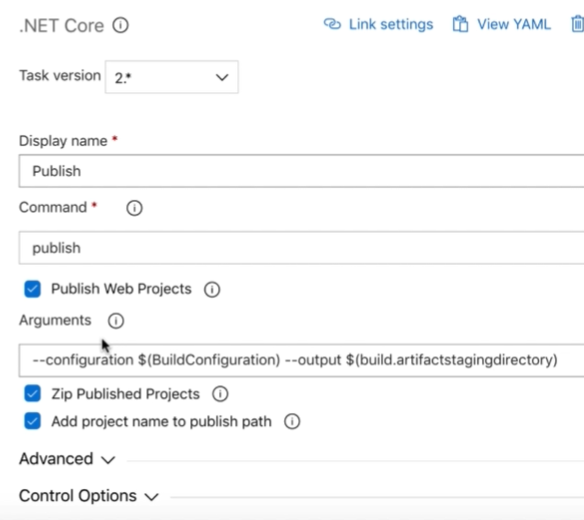 .NET Core
Link settings
View YAML
Task version 2.*
Display name *
Publish
Command *
publish
Publish Web Projects
Arguments
--configuration $(BuildConfiguration) --output $(build.artifactstagingdirectory)
Zip Published Projects
Add project name to publish path
Advanced
Control Options